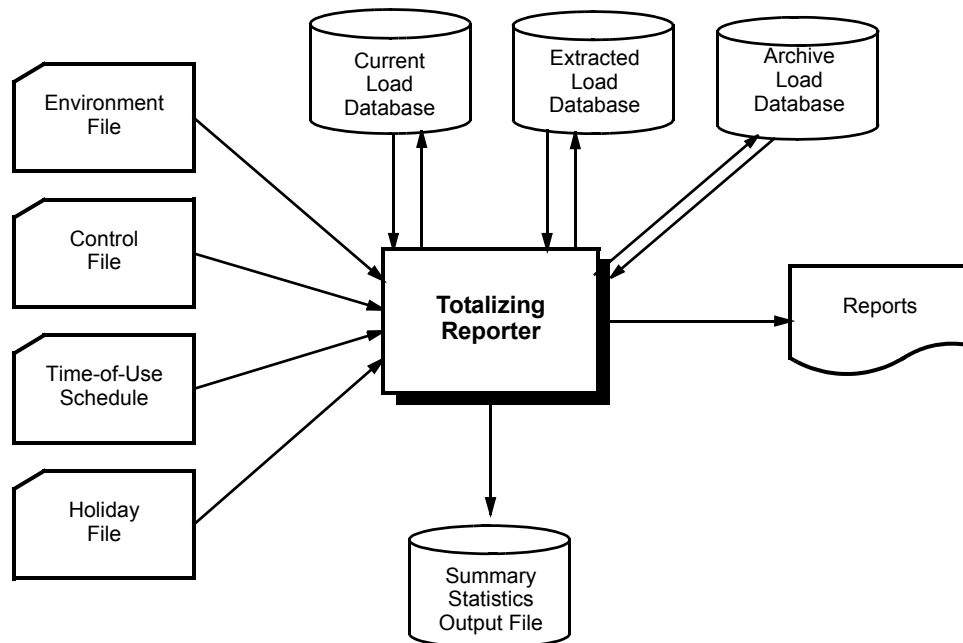 Current
Load
Database
Extracted
Load
Database
Archive
Load
Database
Environment
File
Control
File
Totalizing
Reporter
Reports
Time-of-Use
Schedule
Holiday
File
Summary
Statistics
Output File